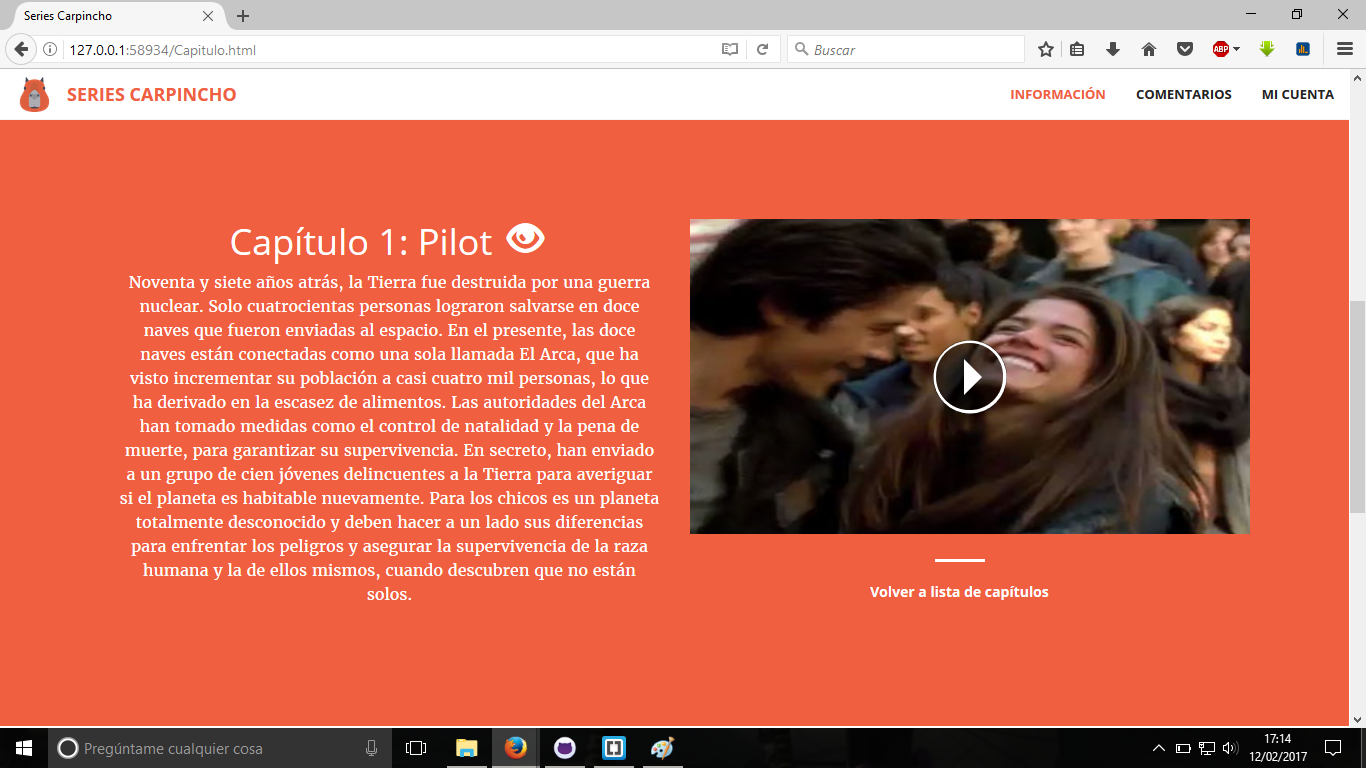 Series Carpincho
127.0.0.1:58934/Capitulo.html
Buscar
ABP
SERIES CARPINCHO
INFORMACIÓN
COMENTARIOS
MI CUENTA
Capítulo 1: Pilot
Noventa y siete años atrás, la Tierra fue destruida por una guerra
nuclear. Solo cuatrocientas personas lograron salvarse en doce
naves que fueron enviadas al espacio. En el presente, las doce
naves están conectadas como una sola llamada El Arca, que ha
visto incrementar su población a casi cuatro mil personas, lo que
ha derivado en la escasez de alimentos. Las autoridades del Arca
han tomado medidas como el control de natalidad y la pena de
muerte, para garantizar su supervivencia. En secreto, han enviado
a un grupo de cien jóvenes delincuentes a la Tierra para averiguar
si el planeta es habitable nuevamente. Para los chicos es un planeta
totalmente desconocido y deben hacer a un lado sus diferencias
para enfrentar los peligros y asegurar la supervivencia de la raza
humana y la de ellos mismos, cuando descubren que no están
solos.
Volver a lista de capítulos
Pregúntame cualquier cosa
17:14
12/02/2017